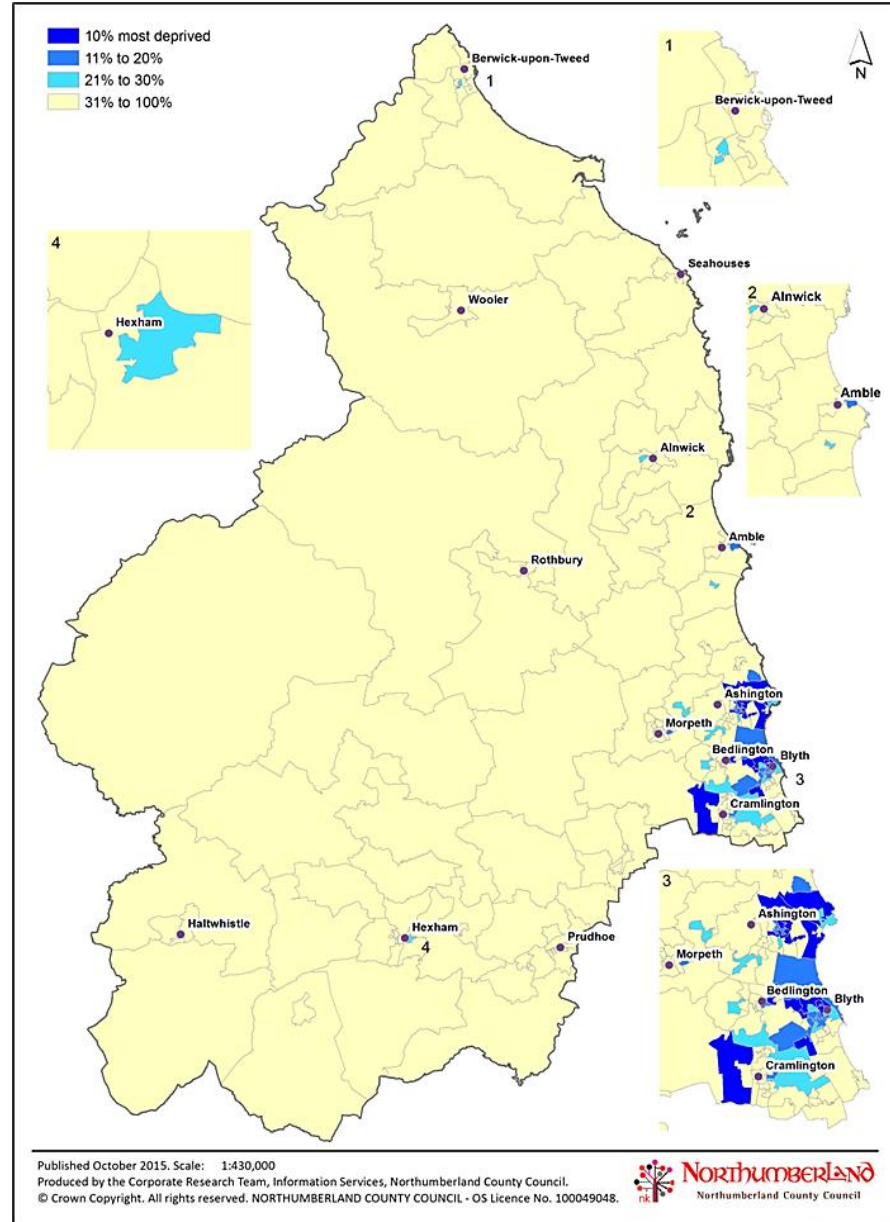 10% most deprived
11% to 20%
21% to 30%
31% to 100%
Berwick-upon-Tweed
1
1
Berwick-upon-Tweed
N
4
Hexham
Seahouses
Wooler
2
Alnwick
Amble
Alnwick
2
Amble
Rothbury
Ashington
Morpeth
Bedlington
Blyth
3
Cramlington
3
Ashington
Morpeth
Bedlington
Blyth
Cramlington
Haltwhistle
Hexham
4
Prudhoe
Published October 2015. Scale: 1:430,000
Produced by the Corporate Research Team, Information Services, Northumberland County Council.
© Crown Copyright. All rights reserved. NORTHUMBERLAND COUNTY COUNCIL - OS Licence No. 100049048.
nk
NORTHUMBERLAND
Northumberland County Council